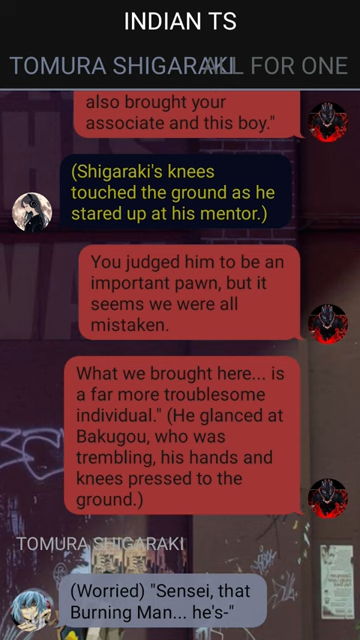 INDIAN TS
TOMURA SHIGARAKI ALL FOR ONE
also brought your
associate and this boy."
(Shigaraki's knees
touched the ground as he
stared up at his mentor.)
You judged him to be an
important pawn, but it
seems we were all
mistaken.
What we brought here... is
a far more troublesome
individual." (He glanced at
Bakugou, who was
trembling, his hands and
knees pressed to the
ground.)
TOMURA SHIGARAKI
(Worried) "Sensei, that
Burning Man... he's-"